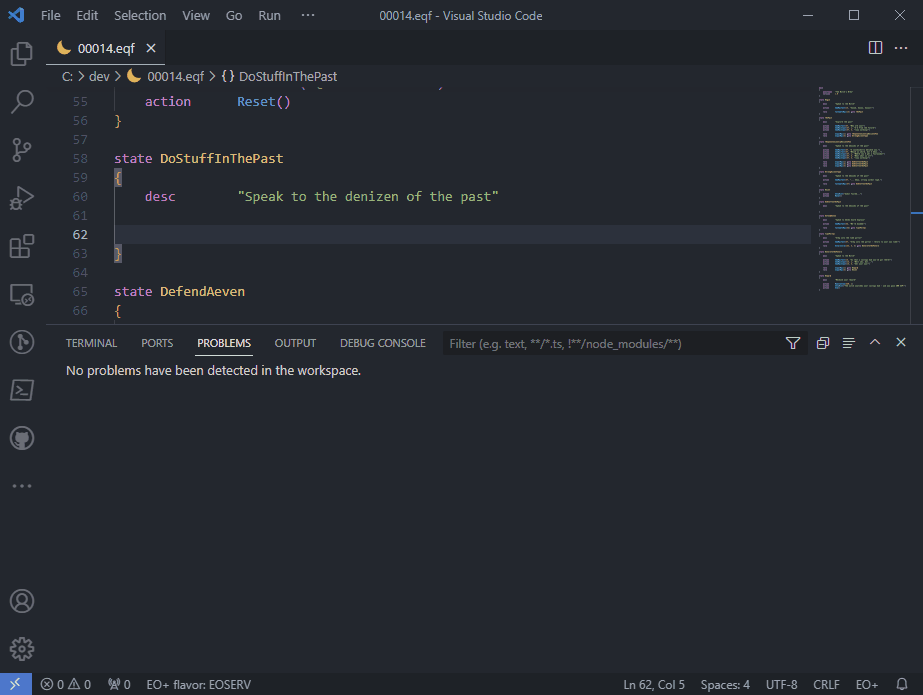 File Edit Selection View Go Run ··· 00014.eqf - Visual Studio Code
00014.eqf
C: > dev > 00014.eqf > {} DoStuffInThePast
55 action Reset()
56 }
57
58 state DoStuffInThePast
59 {
60 desc "Speak to the denizen of the past"
61
62
63 }
64
65 state DefendAeven
66 {
TERMINAL PORTS PROBLEMS OUTPUT DEBUG CONSOLE Filter (e.g. text, **/*.ts, !**/node_modules/**)
No problems have been detected in the workspace.
0 0 0 EO+ flavor: EOSERV Ln 62, Col 5 Spaces: 4 UTF-8 CRLF EO+